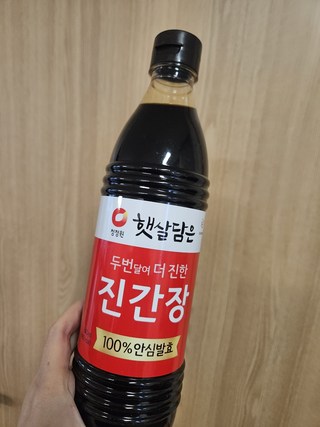 청정원
햇살담은
두번달여 더 진한
진간장
100% 안심발효